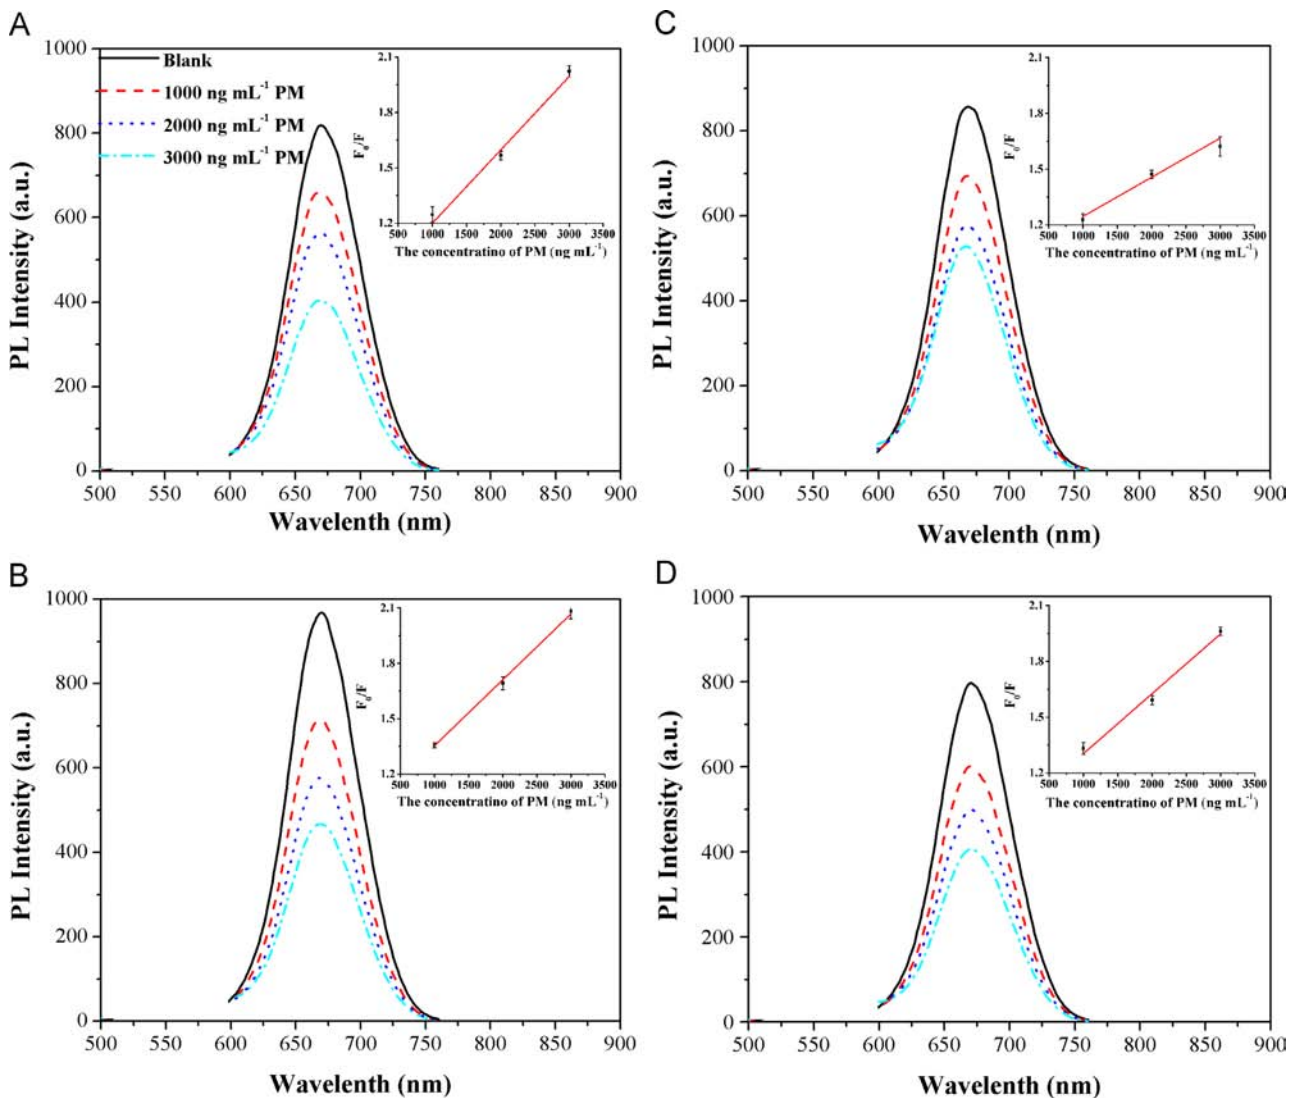 A
1000
800
600
400
200
0
PL Intensity (a.u.)
500 550 600 650 700 750 800 850 900
Wavelenth (nm)
Blank
1000 ng mL⁻¹ PM
2000 ng mL⁻¹ PM
3000 ng mL⁻¹ PM
2.1
1.8
1.5
1.2
F₀/F
500 1000 1500 2000 2500 3000 3500
The concentratino of PM (ng mL⁻¹)
C
1000
800
600
400
200
0
PL Intensity (a.u.)
500 550 600 650 700 750 800 850 900
Wavelenth (nm)
2.1
1.8
1.5
1.2
F₀/F
500 1000 1500 2000 2500 3000 3500
The concentratino of PM (ng mL⁻¹)
B
1000
800
600
400
200
0
PL Intensity (a.u.)
500 550 600 650 700 750 800 850 900
Wavelenth (nm)
2.1
1.8
1.5
1.2
F₀/F
500 1000 1500 2000 2500 3000 3500
The concentratino of PM (ng mL⁻¹)
D
1000
800
600
400
200
0
PL Intensity (a.u.)
500 550 600 650 700 750 800 850 900
Wavelenth (nm)
2.1
1.8
1.5
1.2
F₀/F
500 1000 1500 2000 2500 3000 3500
The concentratino of PM (ng mL⁻¹)